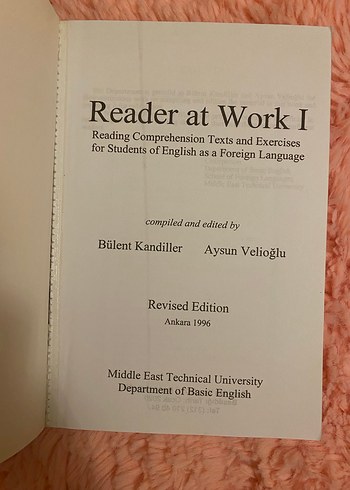 Reader at Work I
Reading Comprehension Texts and Exercises
for Students of English as a Foreign Language
compiled and edited by
Bülent Kandiller Aysun Velioğlu
Revised Edition
Ankara 1996
Middle East Technical University
Department of Basic English